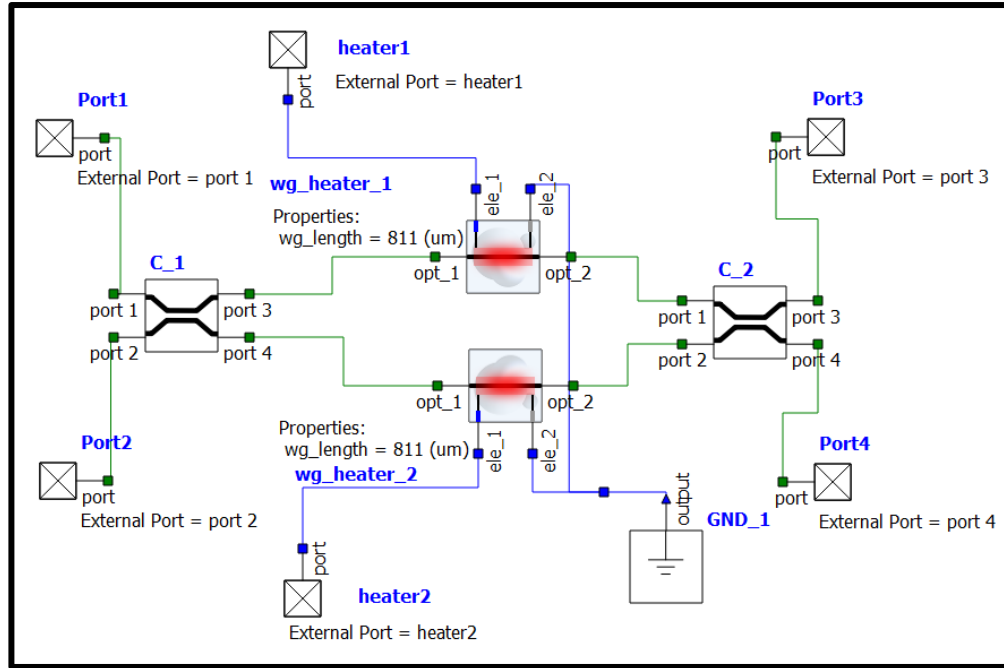 heater1
port
External Port = heater1
Port1
port
External Port = port 1
Port3
port
External Port = port 3
wg_heater_1
Properties:
wg_length = 811 (um)
ele_1
ele_2
opt_1
opt_2
C_1
port 1
port 3
port 2
port 4
C_2
port 1
port 3
port 2
port 4
opt_1
opt_2
Properties:
wg_length = 811 (um)
wg_heater_2
ele_1
ele_2
Port2
port
External Port = port 2
Port4
port
External Port = port 4
output
GND_1
port
heater2
External Port = heater2